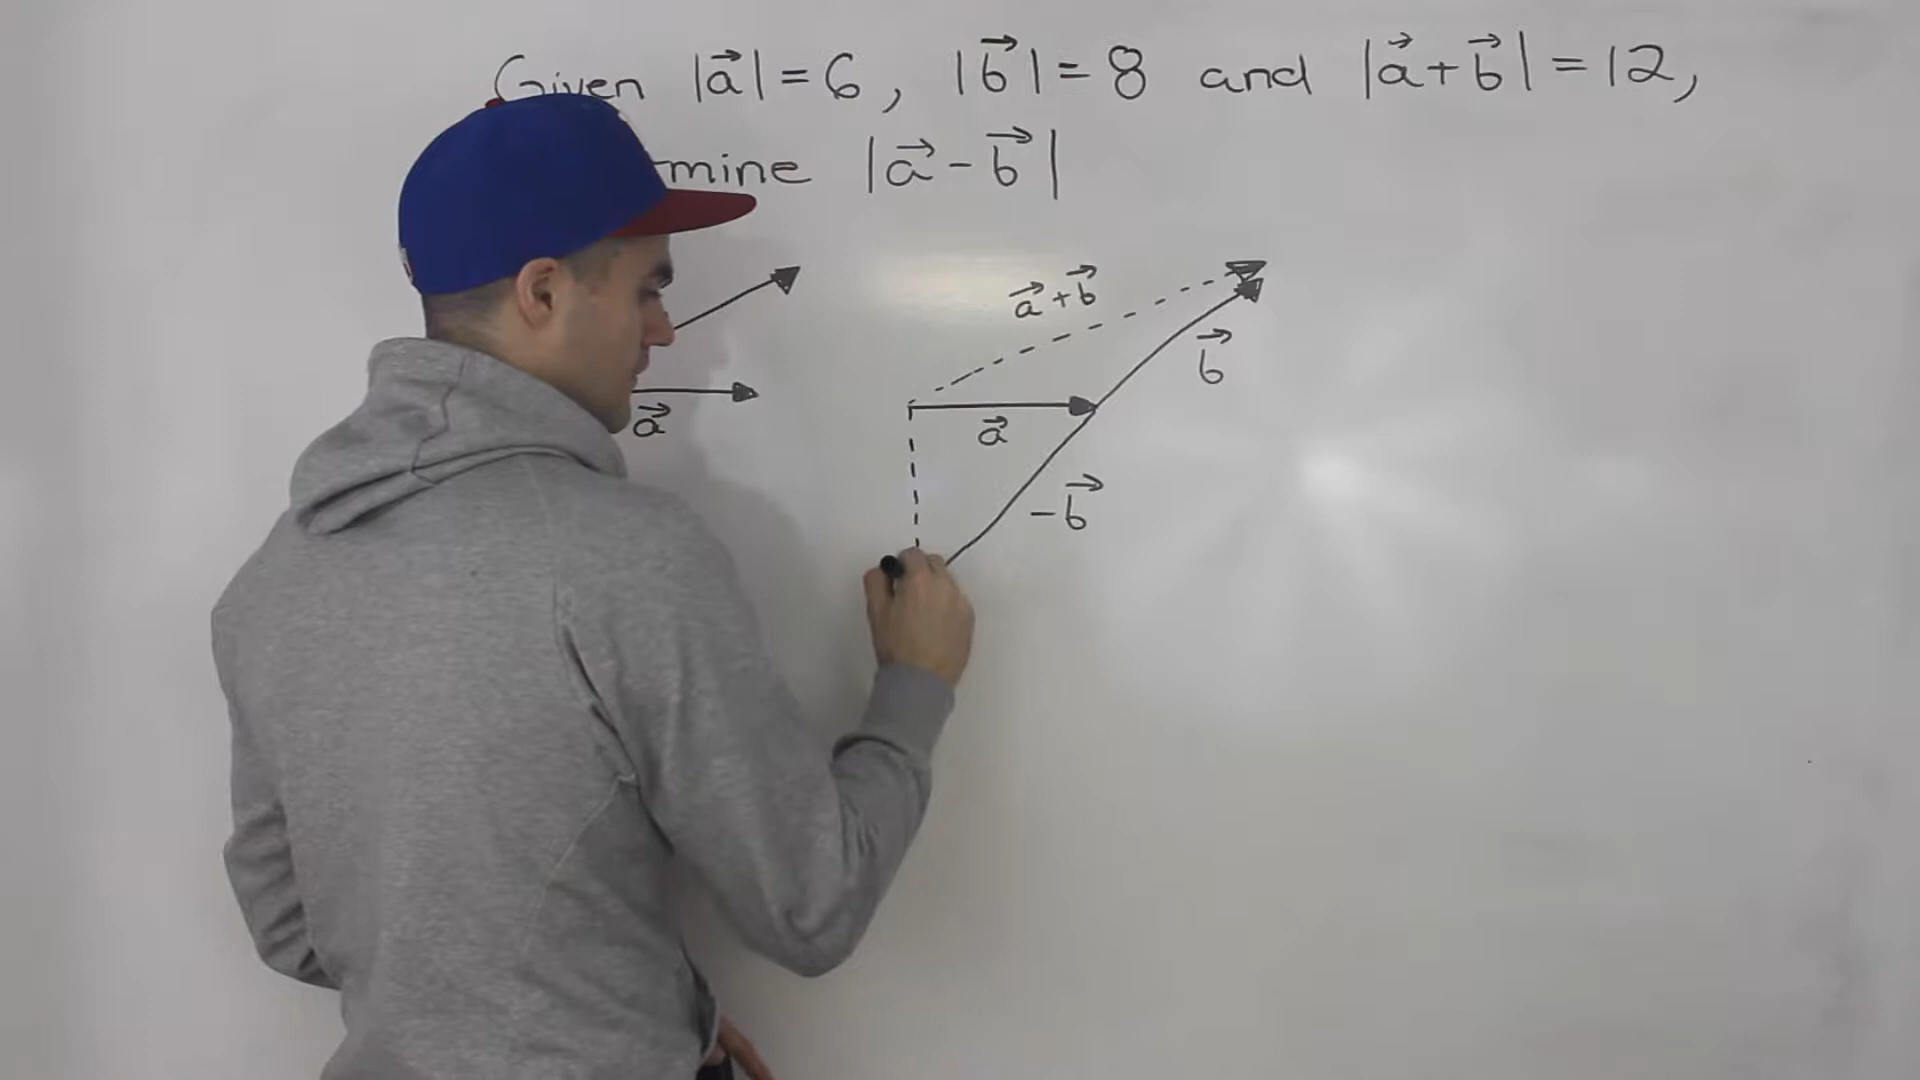 Given |a⃗| = 6, |b⃗| = 8 and |a⃗ + b⃗| = 12,
mine |a⃗ - b⃗|
a⃗ + b⃗
b⃗
a⃗
a⃗
-b⃗